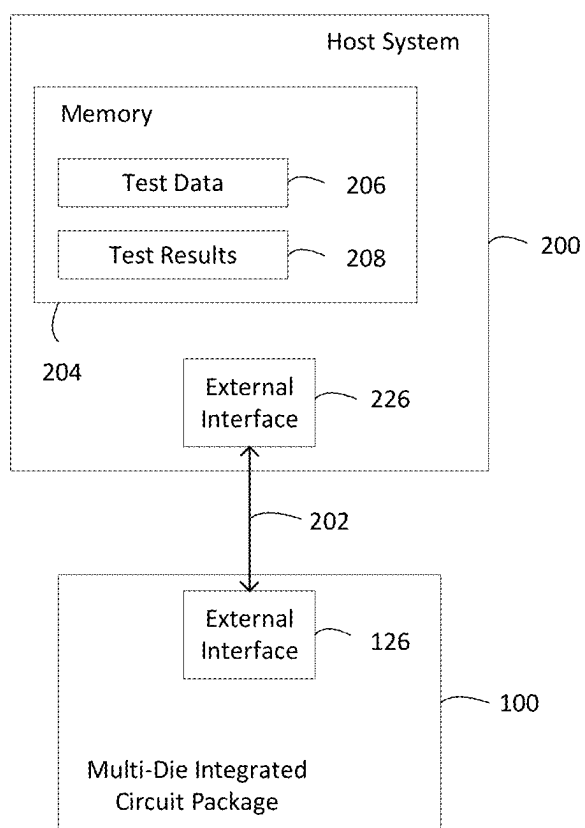 Host System
Memory
Test Data
206
Test Results
208
200
204
External
Interface
226
202
External
Interface
126
100
Multi-Die Integrated
Circuit Package